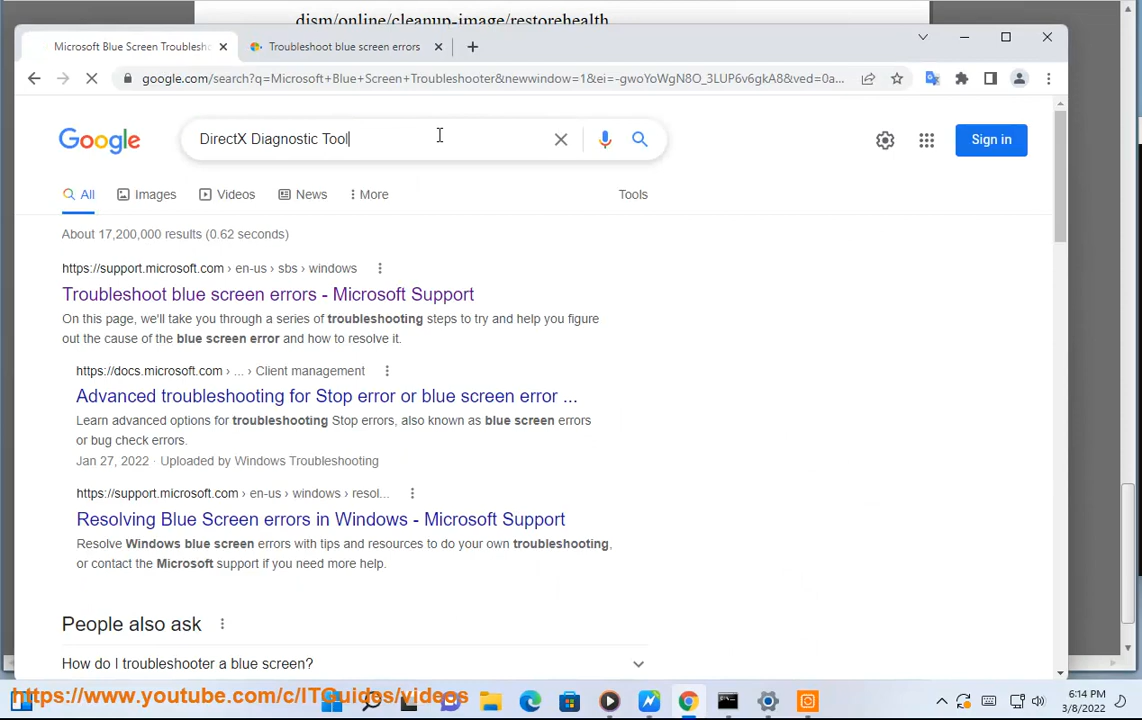 dism/online/cleanup-image/restorehealth
Microsoft Blue Screen Troublesh
Troubleshoot blue screen errors
google.com/search?q=Microsoft+Blue+Screen+Troubleshooter&newwindow=1&ei=-gwoYoWgN8O_3LUP6v6gkA8&ved=0a...
Google
DirectX Diagnostic Tool
Sign in
All
Images
Videos
News
More
Tools
About 17,200,000 results (0.62 seconds)
https://support.microsoft.com › en-us › sbs › windows
Troubleshoot blue screen errors - Microsoft Support
On this page, we'll take you through a series of troubleshooting steps to try and help you figure
out the cause of the blue screen error and how to resolve it.
https://docs.microsoft.com › ... › Client management
Advanced troubleshooting for Stop error or blue screen error ...
Learn advanced options for troubleshooting Stop errors, also known as blue screen errors
or bug check errors.
Jan 27, 2022 · Uploaded by Windows Troubleshooting
https://support.microsoft.com › en-us › windows › resol...
Resolving Blue Screen errors in Windows - Microsoft Support
Resolve Windows blue screen errors with tips and resources to do your own troubleshooting,
or contact the Microsoft support if you need more help.
People also ask
How do I troubleshooter a blue screen?
https://www.youtube.com/c/ITGuides/videos
6:14 PM
3/8/2022